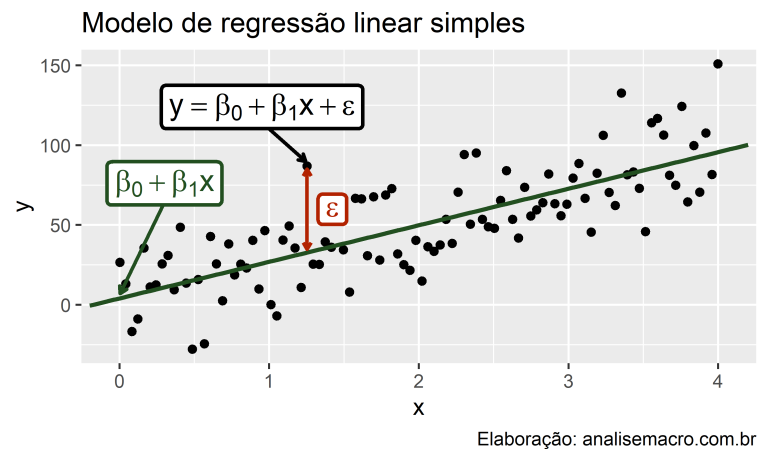 Modelo de regressão linear simples
150
100
50
0
y
y = β₀ + β₁x + ε
β₀ + β₁x
ε
0 1 2 3 4
x
Elaboração: analisemacro.com.br